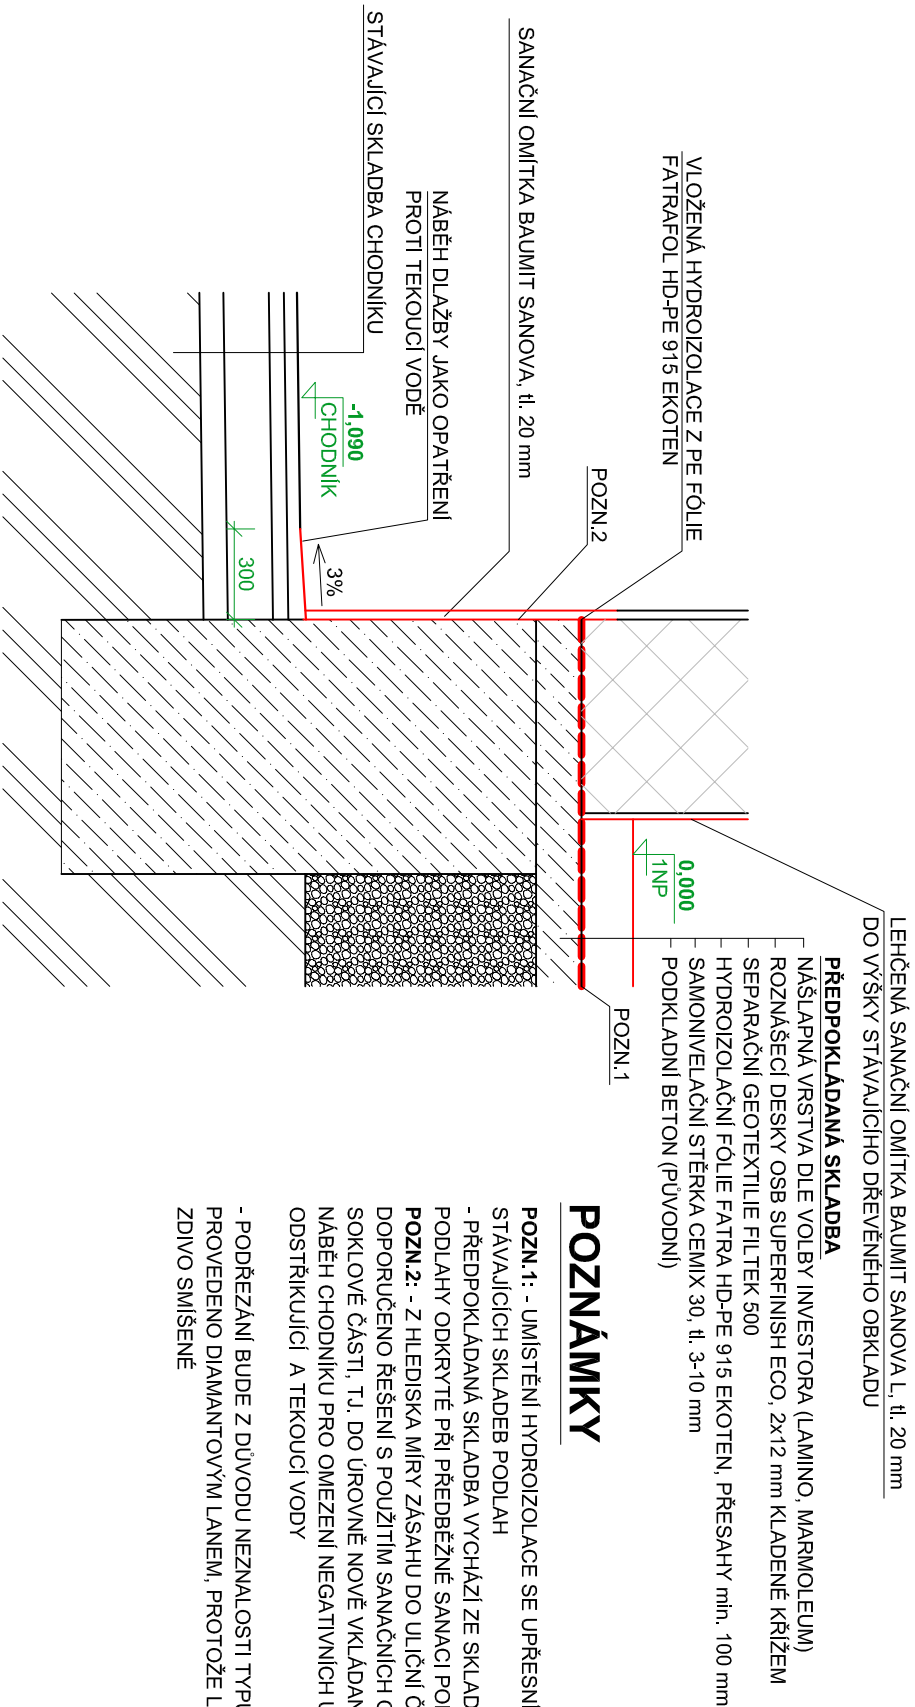 LEHČENÁ SANAČNÍ OMÍTKA BAUMIT SANOVA L, tl. 20 mm
DO VÝŠKY STÁVAJÍCÍHO DŘEVĚNÉHO OBKLADU
PŘEDPOKLÁDANÁ SKLADBA
NÁŠLAPNÁ VRSTVA DLE VOLBY INVESTORA (LAMINO, MARMOLEUM)
ROZNÁŠECÍ DESKY OSB SUPERFINISH ECO, 2x12 mm KLADENÉ KŘÍŽEM
SEPARAČNÍ GEOTEXTILIE FILTEK 500
HYDROIZOLAČNÍ FÓLIE FATRA HD-PE 915 EKOTEN, PŘESAHY min. 100 mm
SAMONIVELAČNÍ STĚRKA CEMIX 30, tl. 3-10 mm
PODKLADNÍ BETON (PŮVODNÍ)
VLOŽENÁ HYDROIZOLACE Z PE FÓLIE
FATRAFOL HD-PE 915 EKOTEN
0,000
1NP
POZN.2
POZN.1
SANAČNÍ OMÍTKA BAUMIT SANOVA, tl. 20 mm
NÁBĚH DLAŽBY JAKO OPATŘENÍ
PROTI TEKOUCÍ VODĚ
STÁVAJÍCÍ SKLADBA CHODNÍKU
-1,090
CHODNÍK
3%
300
POZNÁMKY
POZN.1: - UMÍSTĚNÍ HYDROIZOLACE SE UPŘESNÍ
STÁVAJÍCÍCH SKLADEB PODLAH
- PŘEDPOKLÁDANÁ SKLADBA VYCHÁZÍ ZE SKLAD
PODLAHY ODKRYTÉ PŘI PŘEDBĚŽNÉ SANACI
POZN.2: - Z HLEDISKA MÍRY ZÁSAHU DO ULIČNÍ
DOPORUČENO ŘEŠENÍ S POUŽITÍM SANAČNÍCH
SOKLOVÉ ČÁSTI, TJ. DO ÚROVNĚ NOVĚ VKLÁDAN
NÁBĚH CHODNÍKU PRO OMEZENÍ NEGATIVNÍCH
ODSTŘIKUJÍCÍ A TEKOUCÍ VODY
- PODŘEZÁNÍ BUDE Z DŮVODU NEZNALOSTI TYPU
PROVEDENO DIAMANTOVÝM LANEM, PROTOŽE
ZDIVO SMÍŠENÉ